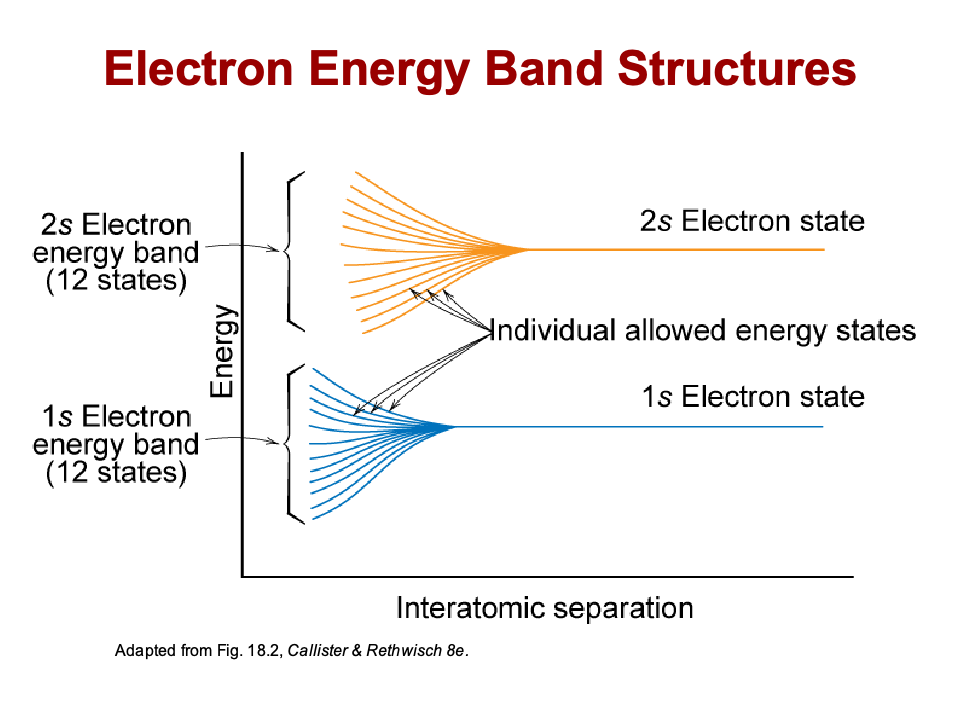 Electron Energy Band Structures
2s Electron
energy band
(12 states)
2s Electron state
Energy
Individual allowed energy states
1s Electron
energy band
(12 states)
1s Electron state
Interatomic separation
Adapted from Fig. 18.2, Callister & Rethwisch 8e.